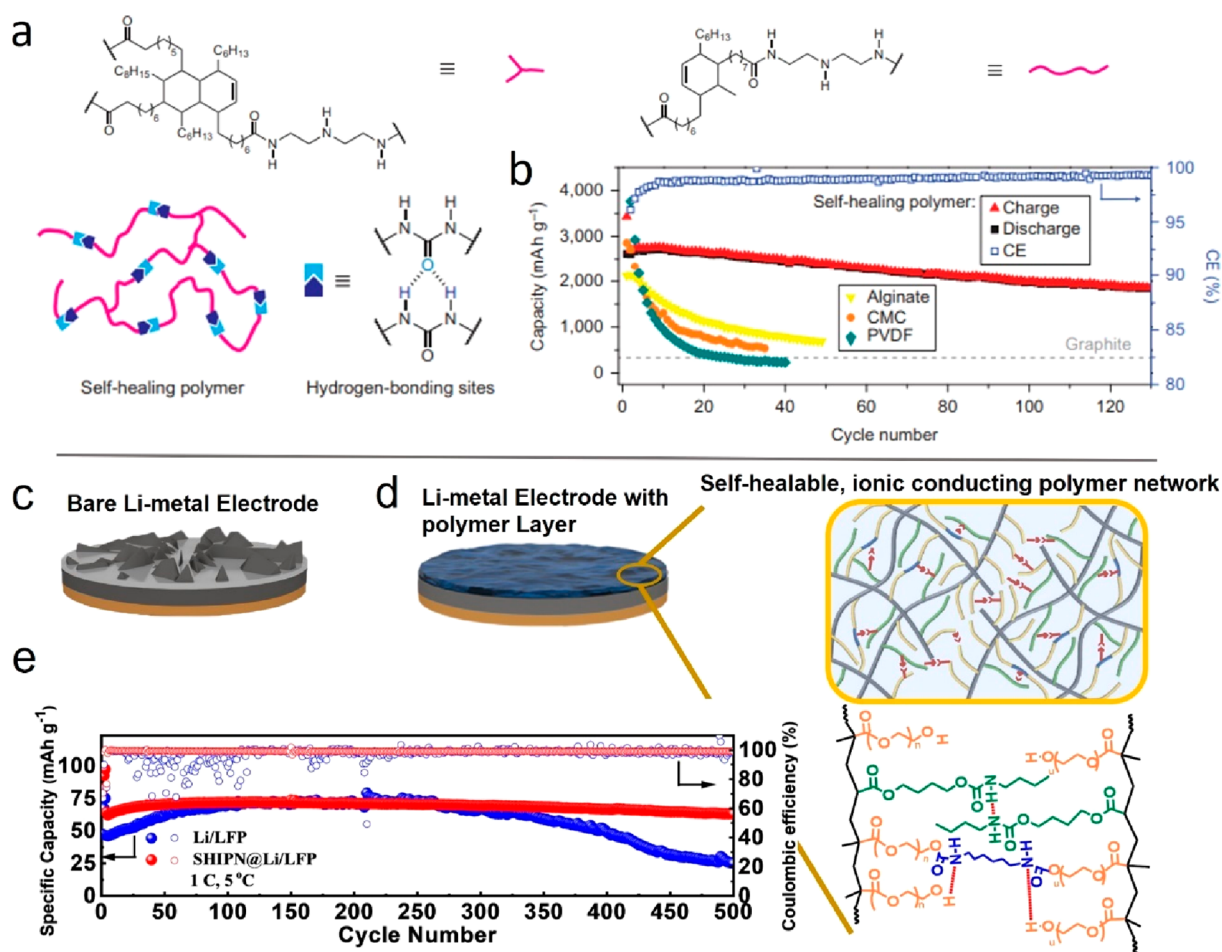 a
O
5
C₆H₁₃
C₈H₁₅
O
6
C₆H₁₃
6
O
N
H
H
N
N
H
≡
C₆H₁₃
7
O
H
N
N
H
H
N
O
6
≡
Self-healing polymer
≡
H H
N N
O
H H
N N
O
Hydrogen-bonding sites
b
4,000
3,000
2,000
1,000
0
Capacity (mAh g⁻¹)
Self-healing polymer:
Charge
Discharge
CE
Alginate
CMC
PVDF
Graphite
100
95
90
85
80
CE (%)
0 20 40 60 80 100 120
Cycle number
c
Bare Li-metal Electrode
d
Li-metal Electrode with
polymer Layer
Self-healable, ionic conducting polymer network
e
Specific Capacity (mAh g⁻¹)
100
75
50
25
0
Li/LFP
SHIPN@Li/LFP
1 C, 5 °C
100
80
60
40
20
0
Coulombic efficiency (%)
0 50 100 150 200 250 300 350 400 450 500
Cycle Number
O
O
O
n
H
H
O
O
u
O
O
O
O
O
O
N
H
H
N
O
O
O
O
O
O
O
n
O
N
H
H
N
O
O
u
O
O
O
O
O
n
H
H
O
O
u
O
O